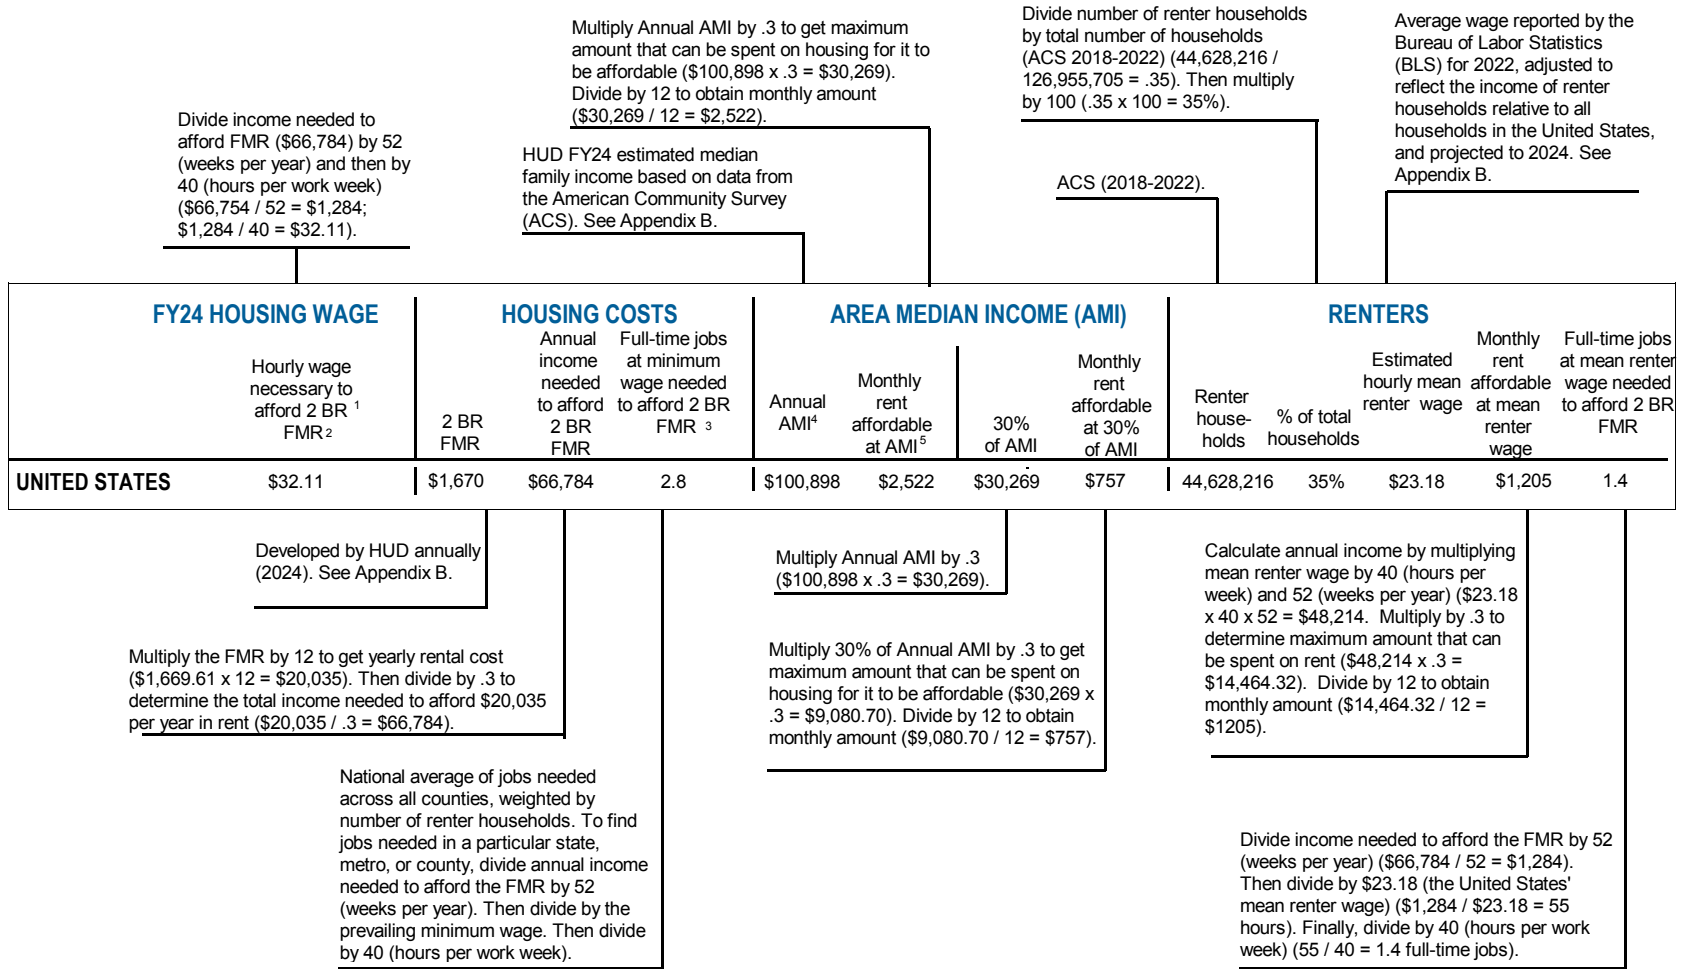 Divide income needed to
afford FMR ($66,784) by 52
(weeks per year) and then by
40 (hours per work week)
($66,754 / 52 = $1,284;
$1,284 / 40 = $32.11).
Multiply Annual AMI by .3 to get maximum
amount that can be spent on housing for it to
be affordable ($100,898 x .3 = $30,269).
Divide by 12 to obtain monthly amount
($30,269 / 12 = $2,522).
HUD FY24 estimated median
family income based on data from
the American Community Survey
(ACS). See Appendix B.
Divide number of renter households
by total number of households
(ACS 2018-2022) (44,628,216 /
126,955,705 = .35). Then multiply
by 100 (.35 x 100 = 35%).
ACS (2018-2022).
Average wage reported by the
Bureau of Labor Statistics
(BLS) for 2022, adjusted to
reflect the income of renter
households relative to all
households in the United States,
and projected to 2024. See
Appendix B.
FY24 HOUSING WAGE
HOUSING COSTS
AREA MEDIAN INCOME (AMI)
RENTERS
Hourly wage
necessary to
afford 2 BR 1
FMR 2
2 BR
FMR
Annual
income
needed
to afford
2 BR
FMR
Full-time jobs
at minimum
wage needed
to afford 2 BR
FMR 3
Annual
AMI4
Monthly
rent
affordable
at AMI5
30%
of AMI
Monthly
rent
affordable
at 30%
of AMI
Renter
house-
holds
% of total
households
Estimated
hourly mean
renter wage
Monthly
rent
affordable
at mean
renter
wage
Full-time jobs
at mean renter
wage needed
to afford 2 BR
FMR
UNITED STATES $32.11 $1,670 $66,784 2.8 $100,898 $2,522 $30,269 $757 44,628,216 35% $23.18 $1,205 1.4
Developed by HUD annually
(2024). See Appendix B.
Multiply the FMR by 12 to get yearly rental cost
($1,669.61 x 12 = $20,035). Then divide by .3 to
determine the total income needed to afford $20,035
per year in rent ($20,035 / .3 = $66,784).
National average of jobs needed
across all counties, weighted by
number of renter households. To find
jobs needed in a particular state,
metro, or county, divide annual income
needed to afford the FMR by 52
(weeks per year). Then divide by the
prevailing minimum wage. Then divide
by 40 (hours per work week).
Multiply Annual AMI by .3
($100,898 x .3 = $30,269).
Multiply 30% of Annual AMI by .3 to get
maximum amount that can be spent on
housing for it to be affordable ($30,269 x
.3 = $9,080.70). Divide by 12 to obtain
monthly amount ($9,080.70 / 12 = $757).
Calculate annual income by multiplying
mean renter wage by 40 (hours per
week) and 52 (weeks per year) ($23.18
x 40 x 52 = $48,214. Multiply by .3 to
determine maximum amount that can
be spent on rent ($48,214 x .3 =
$14,464.32). Divide by 12 to obtain
monthly amount ($14,464.32 / 12 =
$1205).
Divide income needed to afford the FMR by 52
(weeks per year) ($66,784 / 52 = $1,284).
Then divide by $23.18 (the United States'
mean renter wage) ($1,284 / $23.18 = 55
hours). Finally, divide by 40 (hours per work
week) (55 / 40 = 1.4 full-time jobs).